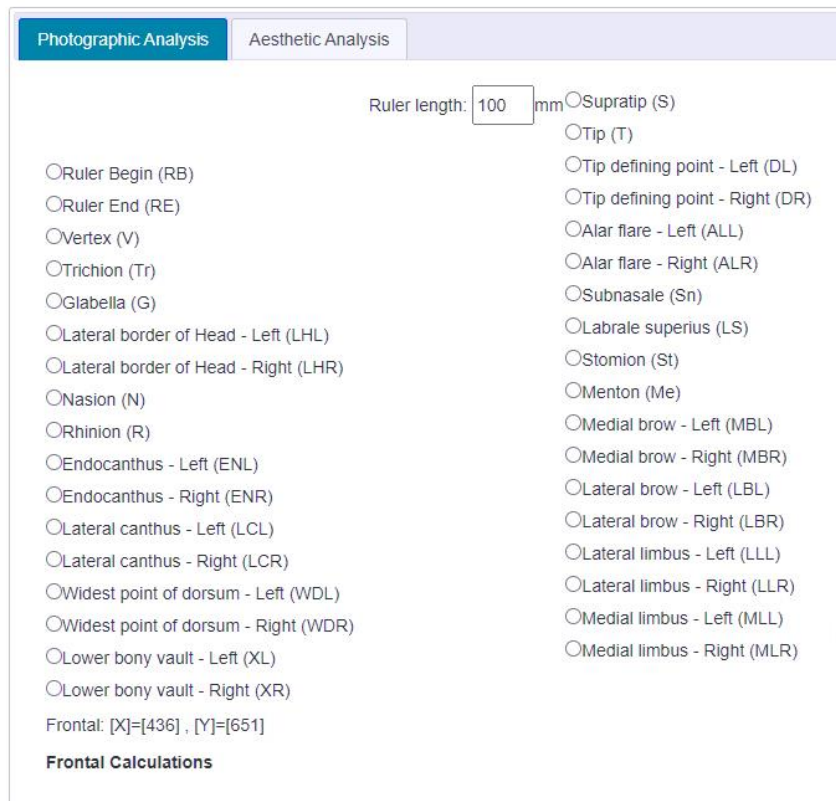 Photographic Analysis
Aesthetic Analysis
Ruler length: 100 mm
Ruler Begin (RB)
Ruler End (RE)
Vertex (V)
Trichion (Tr)
Glabella (G)
Lateral border of Head - Left (LHL)
Lateral border of Head - Right (LHR)
Nasion (N)
Rhinion (R)
Endocanthus - Left (ENL)
Endocanthus - Right (ENR)
Lateral canthus - Left (LCL)
Lateral canthus - Right (LCR)
Widest point of dorsum - Left (WDL)
Widest point of dorsum - Right (WDR)
Lower bony vault - Left (XL)
Lower bony vault - Right (XR)
Supratip (S)
Tip (T)
Tip defining point - Left (DL)
Tip defining point - Right (DR)
Alar flare - Left (ALL)
Alar flare - Right (ALR)
Subnasale (Sn)
Labrale superius (LS)
Stomion (St)
Menton (Me)
Medial brow - Left (MBL)
Medial brow - Right (MBR)
Lateral brow - Left (LBL)
Lateral brow - Right (LBR)
Lateral limbus - Left (LLL)
Lateral limbus - Right (LLR)
Medial limbus - Left (MLL)
Medial limbus - Right (MLR)
Frontal: [X]=[436] , [Y]=[651]
Frontal Calculations